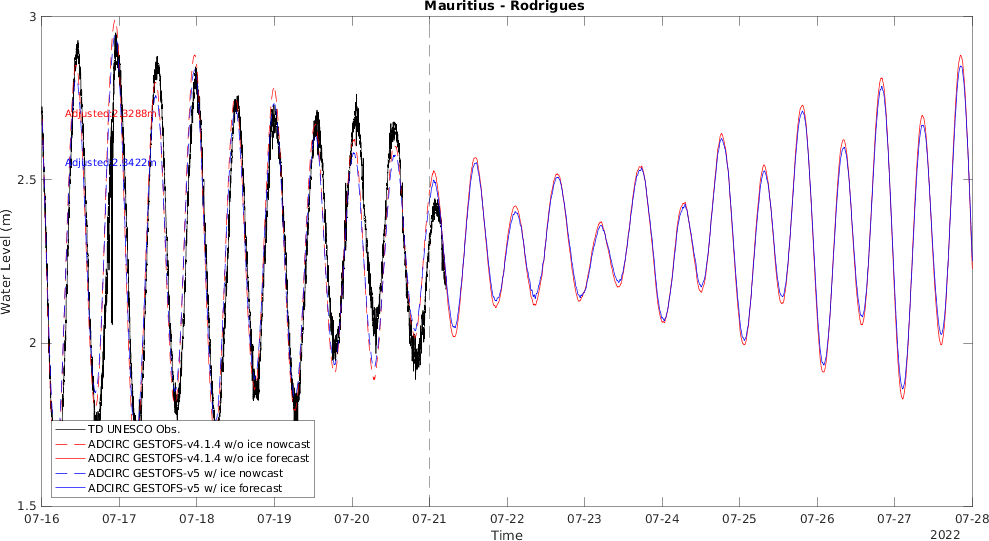 Mauritius - Rodrigues
3
2.5
2
1.5
Water Level (m)
Adjusted:2.3288m
Adjusted:2.3422m
TD UNESCO Obs.
ADCIRC GESTOFS-v4.1.4 w/o ice nowcast
ADCIRC GESTOFS-v4.1.4 w/o ice forecast
ADCIRC GESTOFS-v5 w/ ice nowcast
ADCIRC GESTOFS-v5 w/ ice forecast
07-16 07-17 07-18 07-19 07-20 07-21 07-22 07-23 07-24 07-25 07-26 07-27 07-28
Time
2022